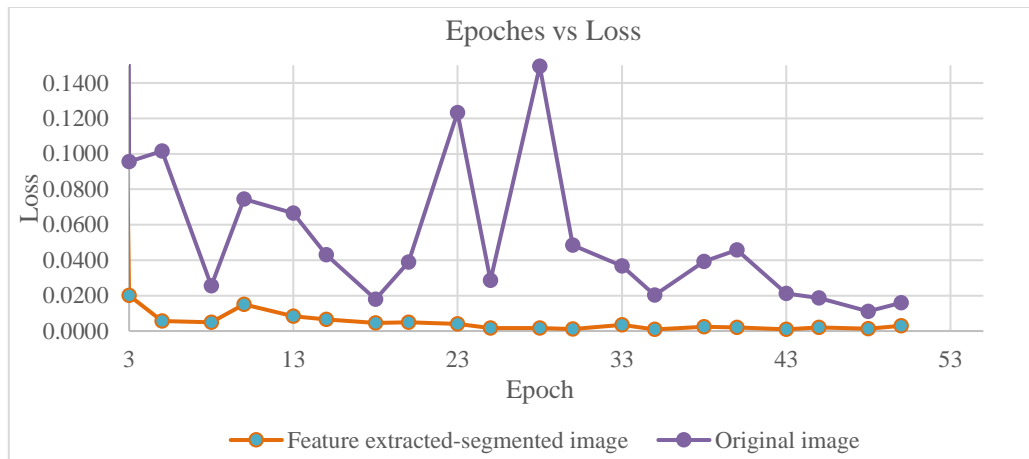 Epoches vs Loss
0.1400
0.1200
0.1000
0.0800
0.0600
0.0400
0.0200
0.0000
Loss
3 13 23 33 43 53
Epoch
Feature extracted-segmented image Original image